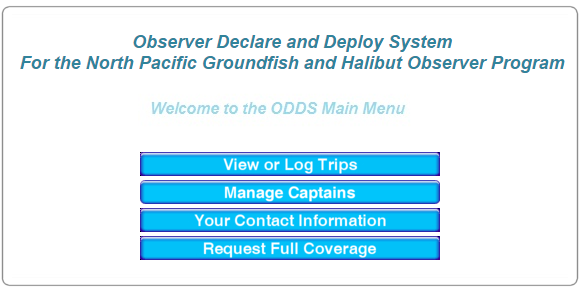 Observer Declare and Deploy System
For the North Pacific Groundfish and Halibut Observer Program
Welcome to the ODDS Main Menu
View or Log Trips
Manage Captains
Your Contact Information
Request Full Coverage